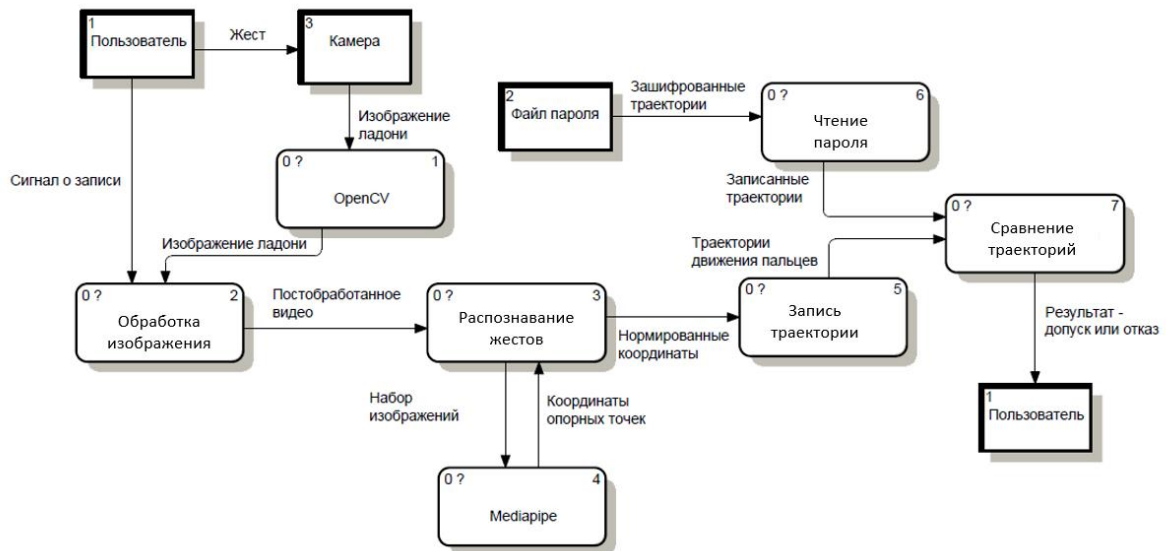 1
Пользователь
Жест
3
Камера
Изображение
ладони
0 ?
1
OpenCV
Сигнал о записи
Изображение ладони
0 ?
2
Обработка
изображения
Постобработанное
видео
0 ?
3
Распознавание
жестов
Набор
изображений
Координаты
опорных точек
0 ?
4
Mediapipe
Нормированные
координаты
0 ?
5
Запись
траектории
Траектории
движения пальцев
2
Файл пароля
Зашифрованные
траектории
0 ?
6
Чтение
пароля
Записанные
траектории
0 ?
7
Сравнение
траекторий
Результат -
допуск или отказ
1
Пользователь